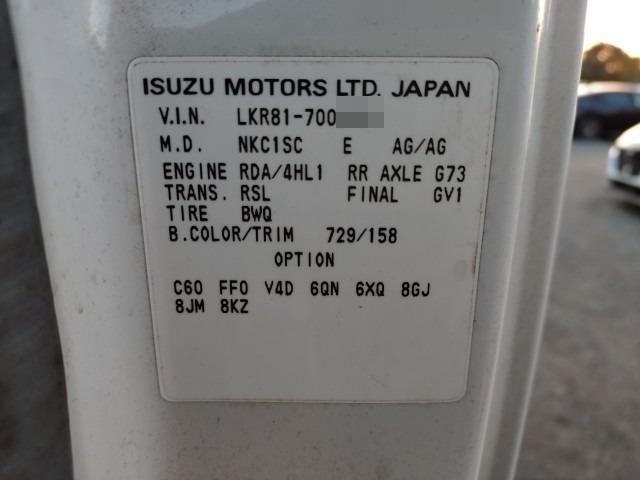 ISUZU MOTORS LTD. JAPAN
V.I.N. LKR81-700
M.D. NKC1SC E AG/AG
ENGINE RDA/4HL1 RR AXLE G73
TRANS. RSL FINAL GV1
TIRE BWQ
B.COLOR/TRIM 729/158
OPTION
C60 FF0 V4D 6QN 6XQ 8GJ
8JM 8KZ